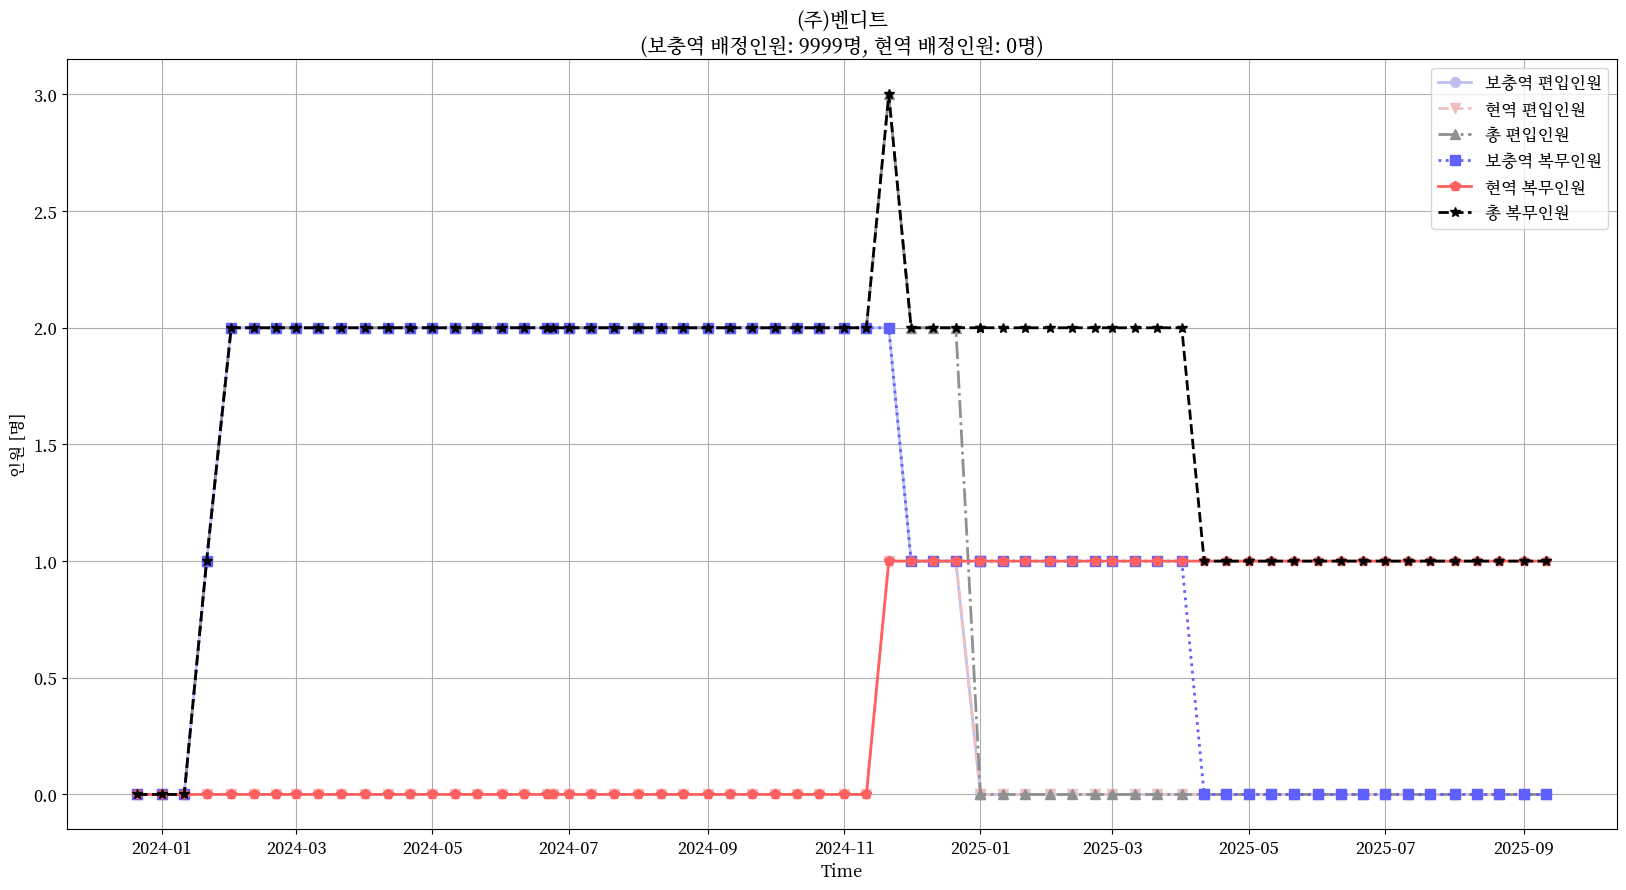 (주)벤디트
(보충역 배정인원: 9999명, 현역 배정인원: 0명)
보충역 편입인원
현역 편입인원
총 편입인원
보충역 복무인원
현역 복무인원
총 복무인원
3.0
2.5
2.0
1.5
1.0
0.5
0.0
인원 [명]
2024-01 2024-03 2024-05 2024-07 2024-09 2024-11 2025-01 2025-03 2025-05 2025-07 2025-09
Time